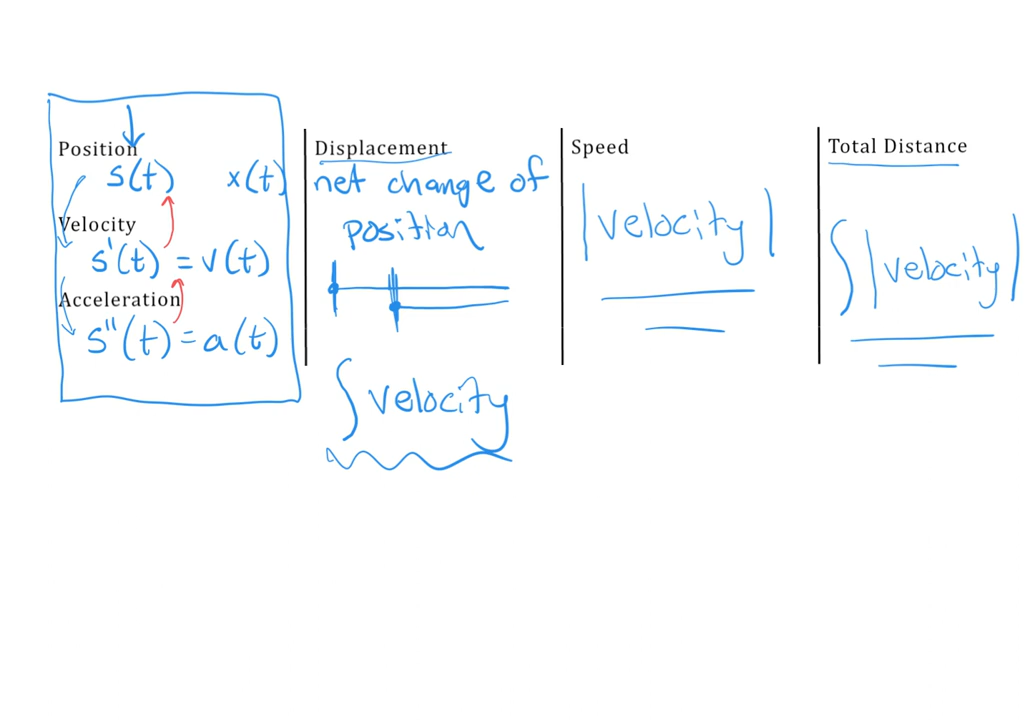 Position
s(t) x(t)
Velocity
s'(t) = v(t)
Acceleration
s''(t) = a(t)
Displacement
net change of
position
∫ velocity
Speed
|velocity|
Total Distance
∫ |velocity|